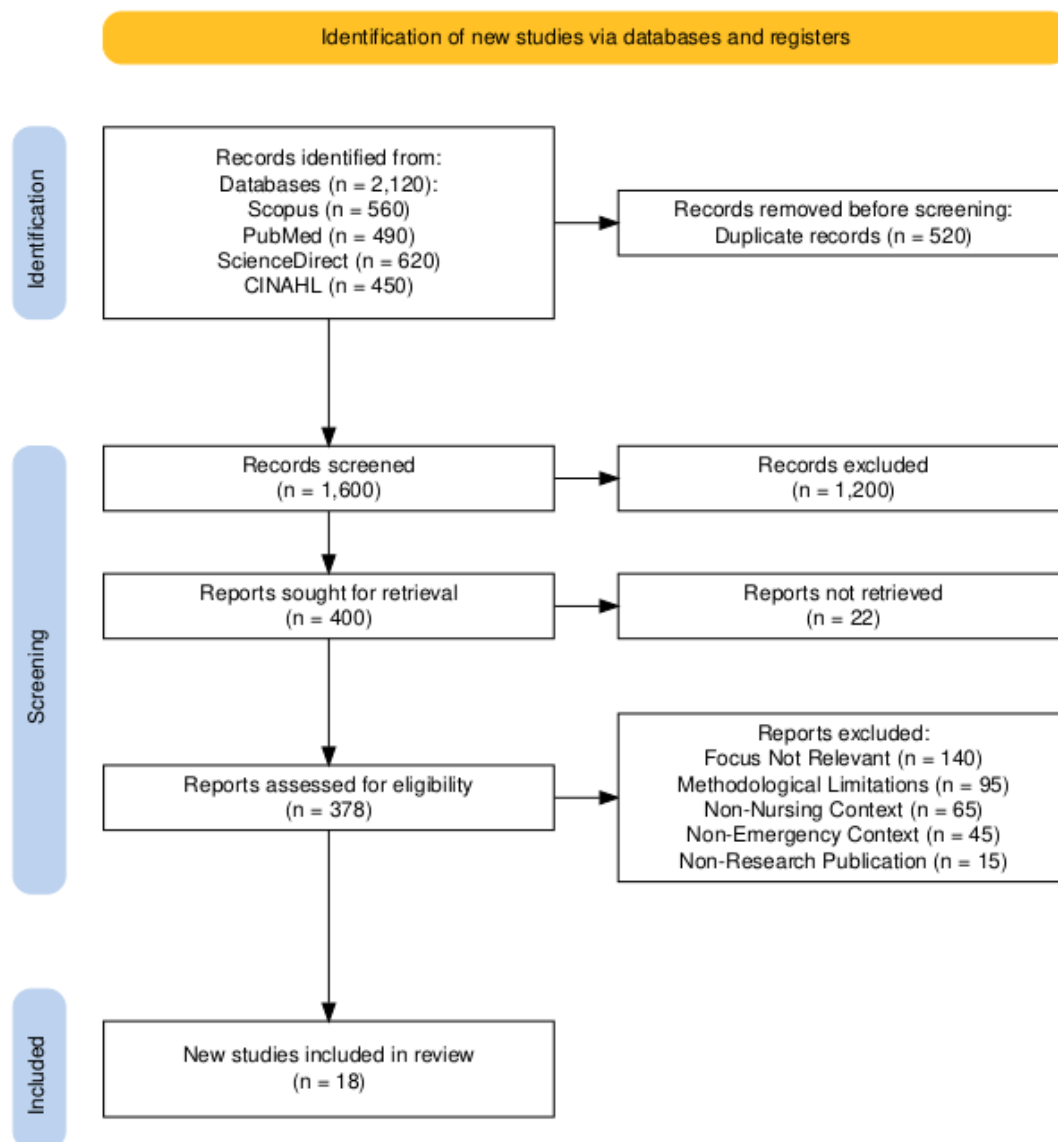 Identification of new studies via databases and registers
Identification
Records identified from:
Databases (n = 2,120):
Scopus (n = 560)
PubMed (n = 490)
ScienceDirect (n = 620)
CINAHL (n = 450)
Records removed before screening:
Duplicate records (n = 520)
Screening
Records screened
(n = 1,600)
Records excluded
(n = 1,200)
Reports sought for retrieval
(n = 400)
Reports not retrieved
(n = 22)
Reports assessed for eligibility
(n = 378)
Reports excluded:
Focus Not Relevant (n = 140)
Methodological Limitations (n = 95)
Non-Nursing Context (n = 65)
Non-Emergency Context (n = 45)
Non-Research Publication (n = 15)
Included
New studies included in review
(n = 18)